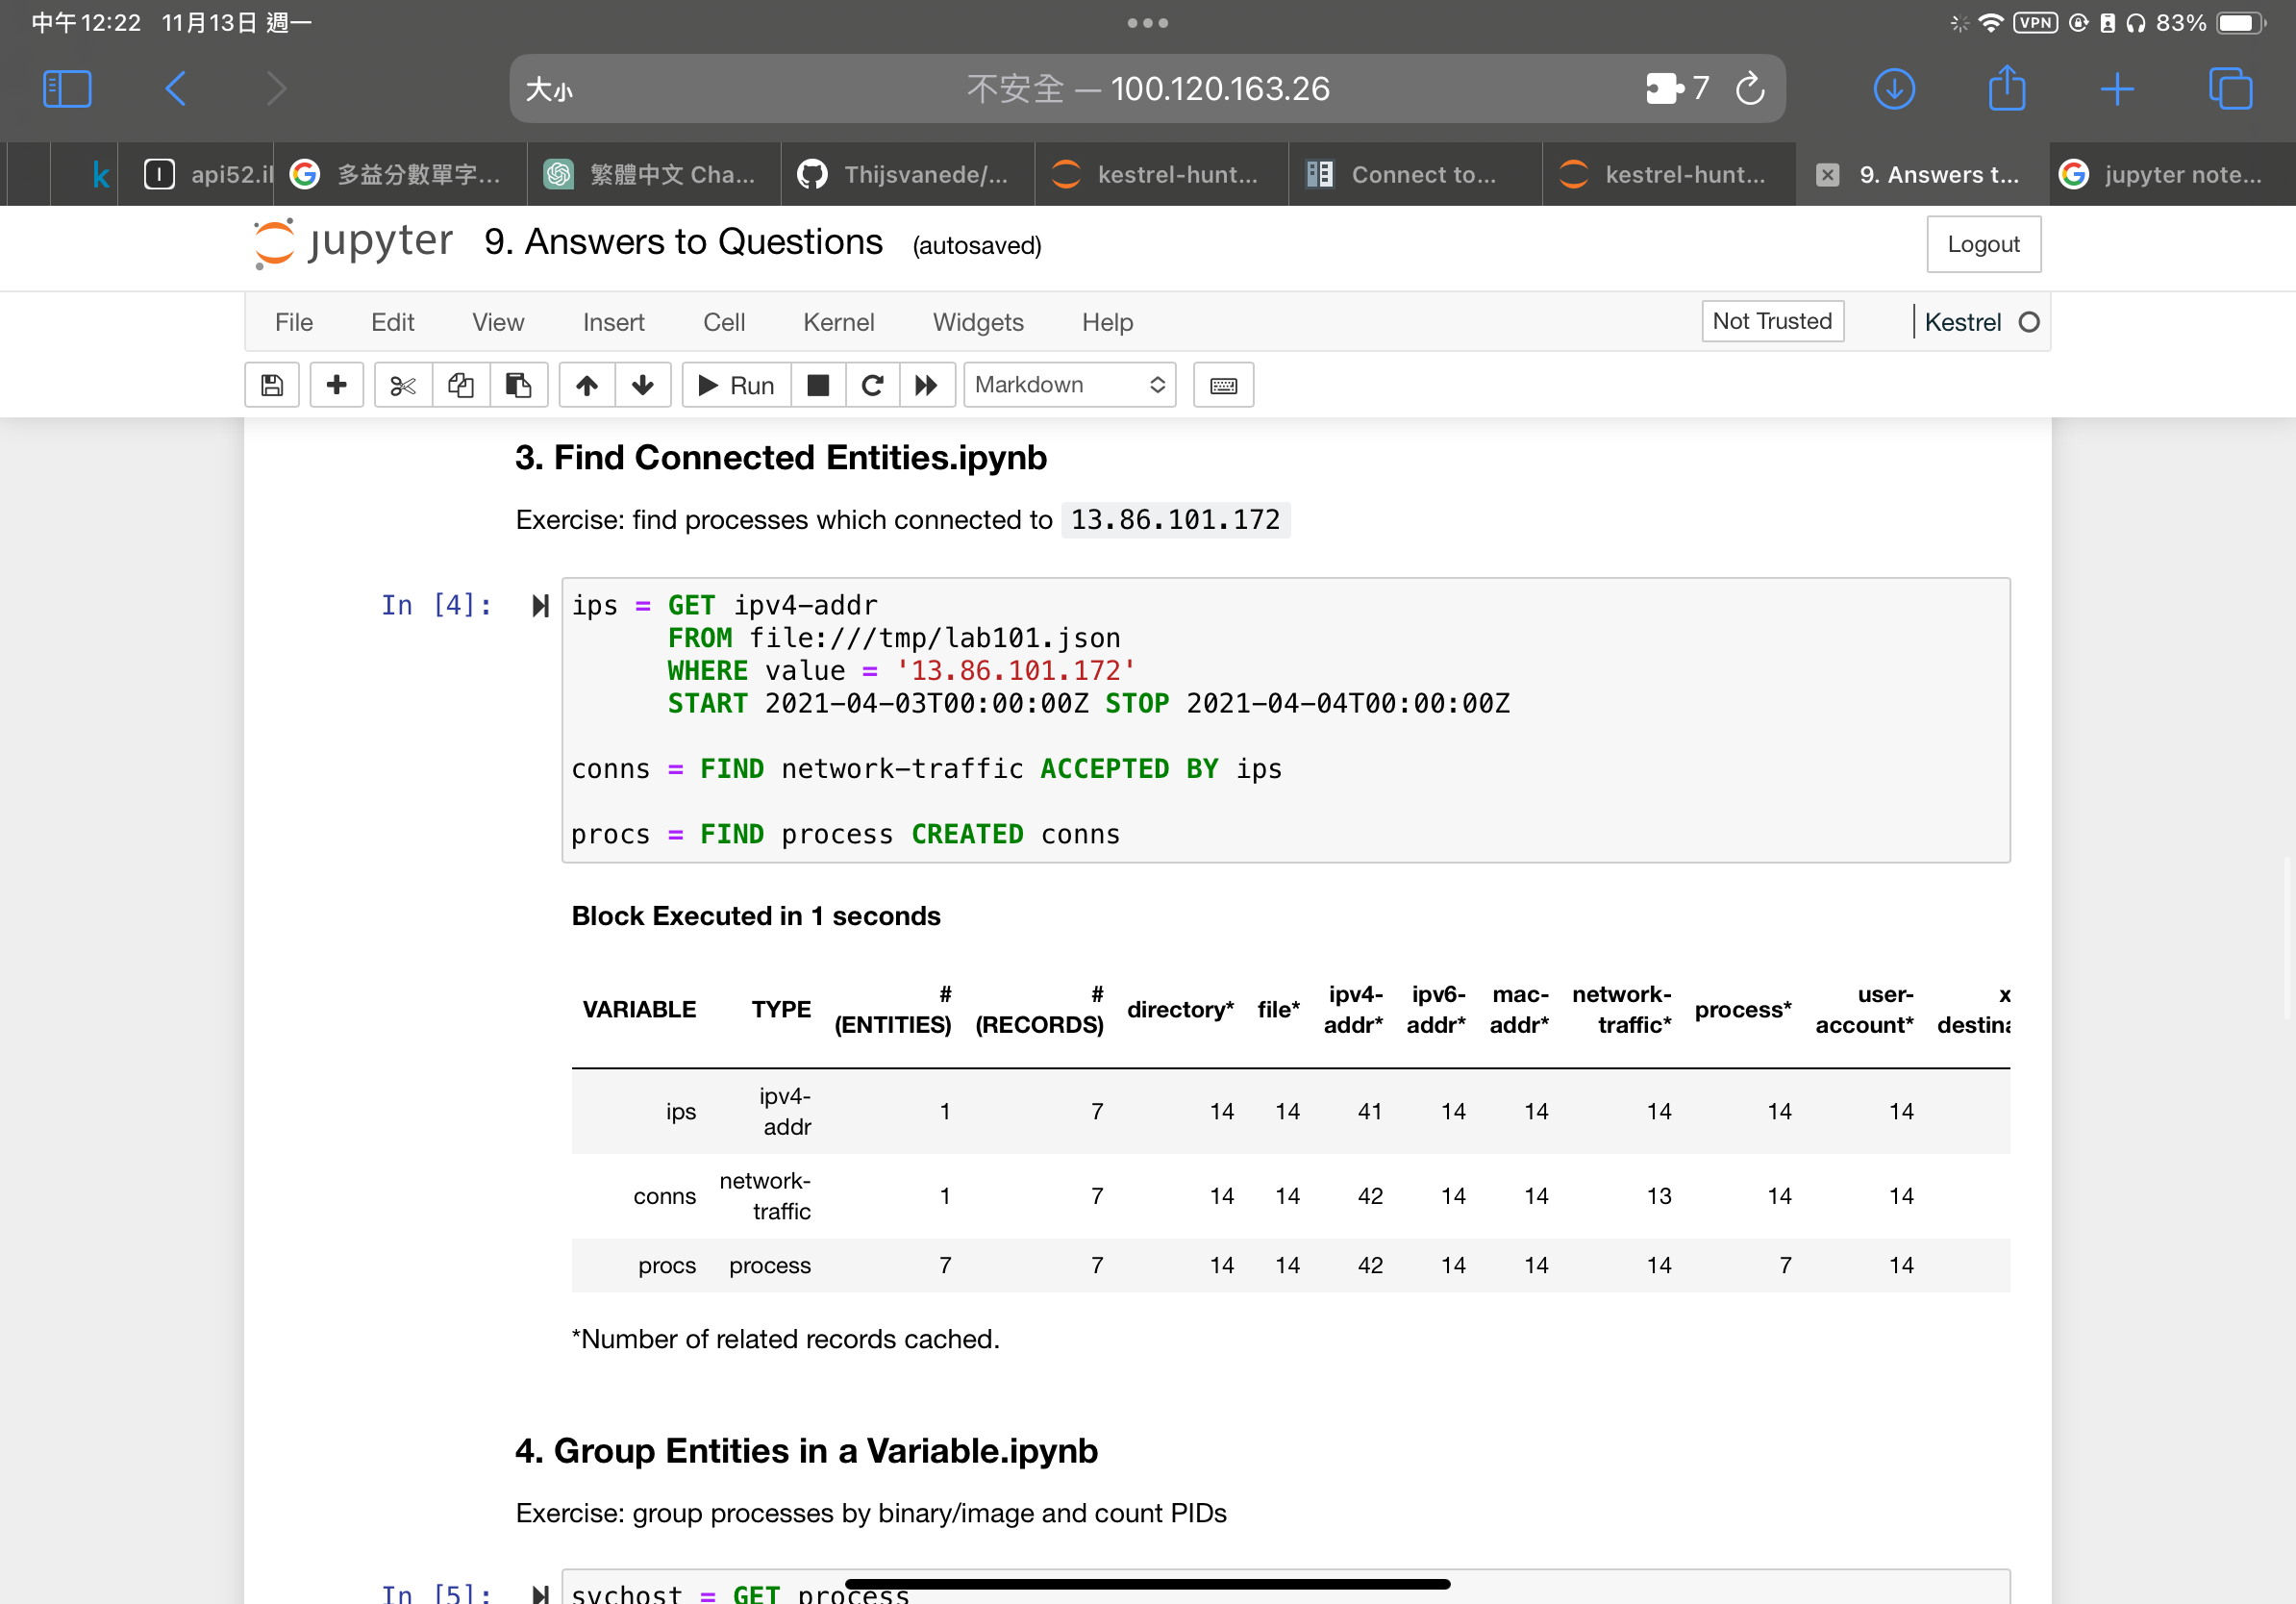 中午12:22 11月13日 週一
VPN 83%
大小 不安全 — 100.120.163.26 7
k api52.il 多益分數單字... 繁體中文 Cha... Thijsvanede/... kestrel-hunt... Connect to... kestrel-hunt... 9. Answers t... jupyter note...
jupyter 9. Answers to Questions (autosaved) Logout
File Edit View Insert Cell Kernel Widgets Help Not Trusted Kestrel
Run Markdown
3. Find Connected Entities.ipynb
Exercise: find processes which connected to 13.86.101.172
In [4]: ips = GET ipv4-addr
FROM file:///tmp/lab101.json
WHERE value = '13.86.101.172'
START 2021-04-03T00:00:00Z STOP 2021-04-04T00:00:00Z
conns = FIND network-traffic ACCEPTED BY ips
procs = FIND process CREATED conns
Block Executed in 1 seconds
VARIABLE TYPE # (ENTITIES) # (RECORDS) directory* file* ipv4-addr* ipv6-addr* mac-addr* network-traffic* process* user-account* x destina
ips ipv4-addr 1 7 14 14 41 14 14 14 14 14
conns network-traffic 1 7 14 14 42 14 14 13 14 14
procs process 7 7 14 14 42 14 14 14 7 14
*Number of related records cached.
4. Group Entities in a Variable.ipynb
Exercise: group processes by binary/image and count PIDs
In [5]: svchost = GET process